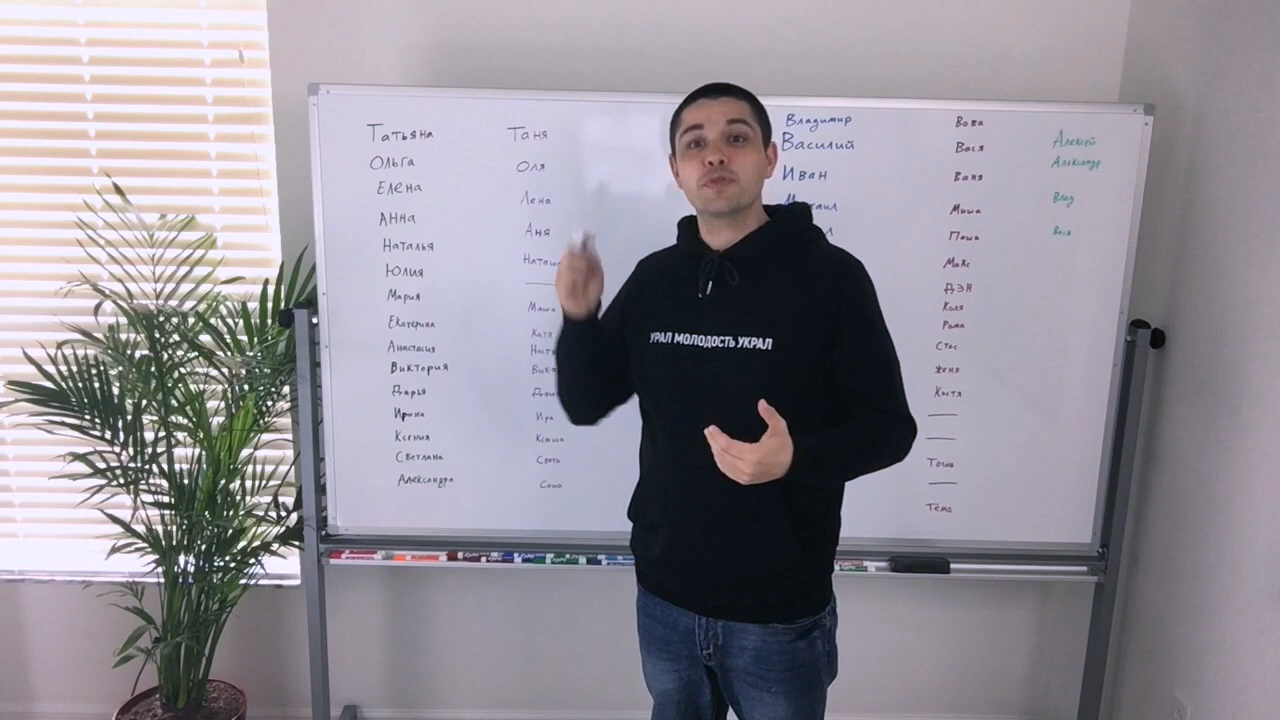 Татьяна
Ольга
Елена
Анна
Наталья
Юлия
Мария
Екатерина
Анастасия
Виктория
Дарья
Ирина
Ксения
Светлана
Александра
Таня
Оля
Лена
Аня
Маша
Катя
Ира
Ксюша
Света
Саша
УРАЛ МОЛОДОСТЬ УКРАЛ
Владимир
Василий
Иван
Вова
Вася
Ваня
Миша
Паша
Макс
Дэн
Коля
Рома
Стас
Женя
Костя
Тоша
Тёма
Алексей
Александр
Влад
Вася